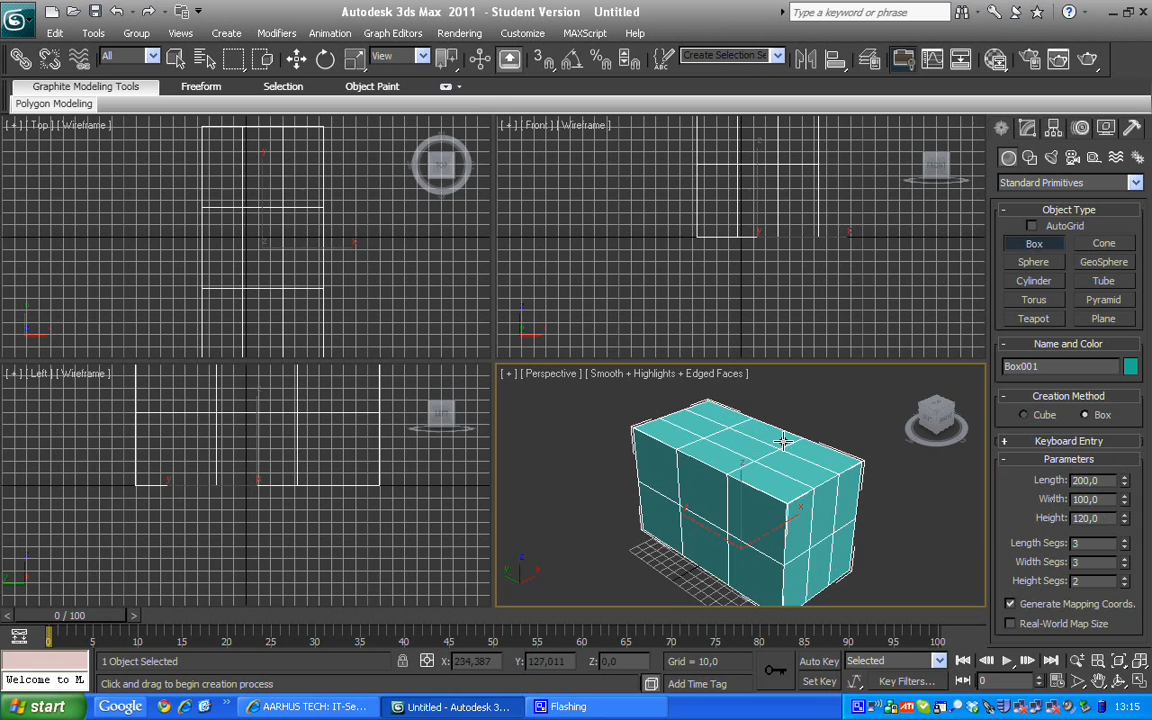 Autodesk 3ds Max  2011  - Student Version    Untitled
Type a keyword or phrase
Edit Tools Group Views Create Modifiers Animation Graph Editors Rendering Customize MAXScript Help
All View 3 Create Selection Se
Graphite Modeling Tools Freeform Selection Object Paint
Polygon Modeling
[ + ] [ Top ] [ Wireframe ]
TOP
y
x
z
[ + ] [ Front ] [ Wireframe ]
FRONT
z
y x
[ + ] [ Left ] [ Wireframe ]
LEFT
y
[ + ] [ Perspective ] [ Smooth + Highlights + Edged Faces ]
x
z
y x
Standard Primitives
- Object Type
AutoGrid
Box Cone
Sphere GeoSphere
Cylinder Tube
Torus Pyramid
Teapot Plane
- Name and Color
Box001
- Creation Method
Cube Box
+ Keyboard Entry
- Parameters
Length: 200,0
Width: 100,0
Height: 120,0
Length Segs: 3
Width Segs: 3
Height Segs: 2
Generate Mapping Coords.
Real-World Map Size
< 0 / 100 >
0 5 10 15 20 25 30 35 40 45 50 55 60 65 70 75 80 85 90 95 100
1 Object Selected X: 234,387 Y: 127,011 Z: 0,0 Grid = 10,0 Auto Key Selected
Welcome to M Click and drag to begin creation process Add Time Tag Set Key Key Filters... 0
start Google AARHUS TECH: IT-Se... Untitled - Autodesk 3... Flashing 13:15